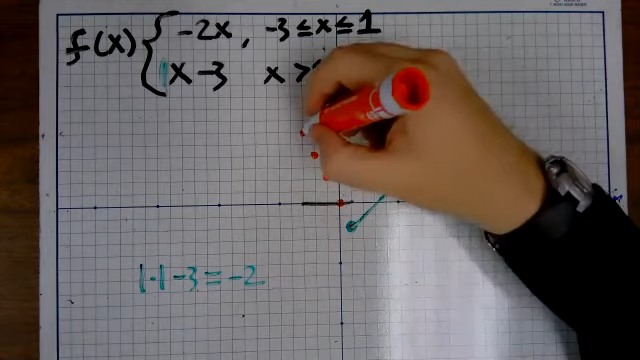 f(x) { -2x, -3 ≤ x ≤ 1
1x - 3 x >
1·1 - 3 = -2